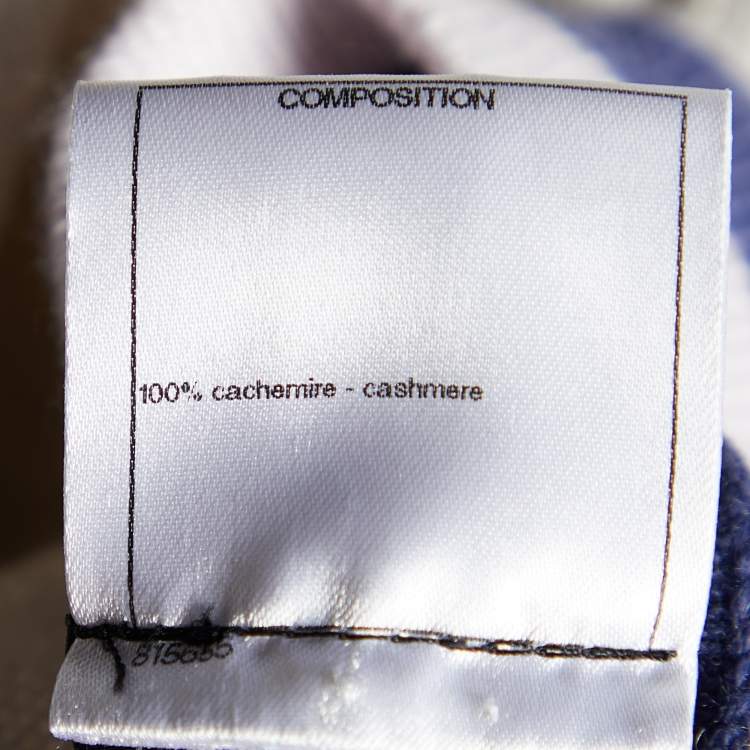 COMPOSITION
100% cachemire - cashmere